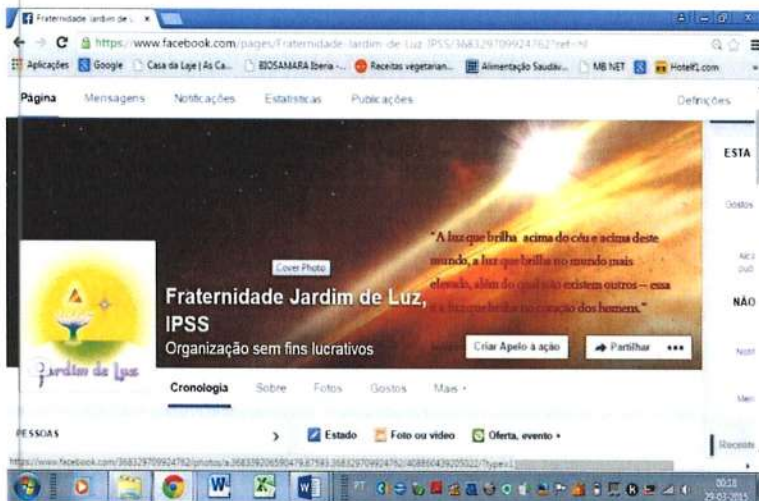 Fraternidade Jardim de L
https://www.facebook.com/pages/Fraternidade-Jardim-de-Luz-IPSS/368329709924762?ref=hl
Aplicações Google Casa da Laje | As Ca... BIOSAMARA Iberia -... Receitas vegetarian... Alimentação Saudáv... MB NET HotelF1.com
Página Mensagens Notificações Estatísticas Publicações Definições
ESTA
Gostos
"A luz que brilha acima do céu e acima deste
mundo, a luz que brilha no mundo mais
elevado, além do qual não existem outros – essa
é a luz que brilha no coração dos homens."
Cover Photo
NÃO
Fraternidade Jardim de Luz,
IPSS
Organização sem fins lucrativos
Criar Apelo à ação Partilhar
Jardim de Luz
Cronologia Sobre Fotos Gostos Mais
PESSOAS
Estado Foto ou vídeo Oferta, evento +
PT
00:18
29-03-2015